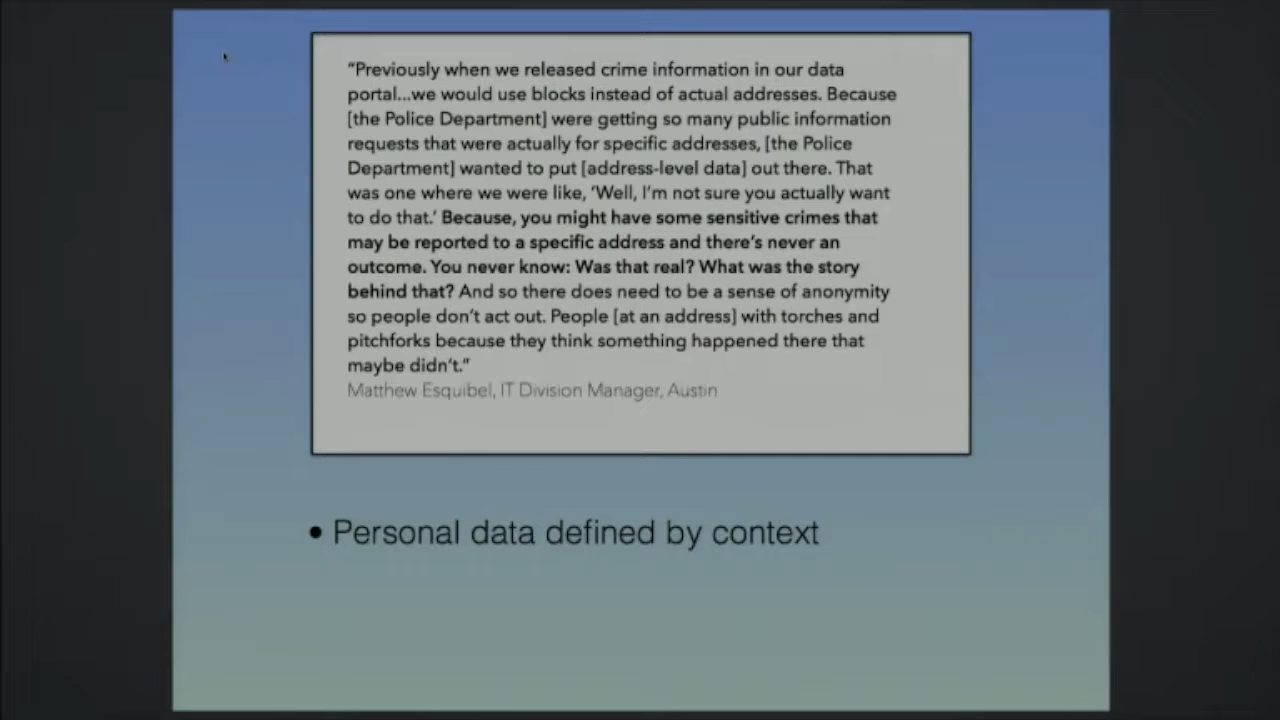 “Previously when we released crime information in our data
portal...we would use blocks instead of actual addresses. Because
[the Police Department] were getting so many public information
requests that were actually for specific addresses, [the Police
Department] wanted to put [address-level data] out there. That
was one where we were like, ‘Well, I’m not sure you actually want
to do that.’ Because, you might have some sensitive crimes that
may be reported to a specific address and there’s never an
outcome. You never know: Was that real? What was the story
behind that? And so there does need to be a sense of anonymity
so people don’t act out. People [at an address] with torches and
pitchforks because they think something happened there that
maybe didn’t.”
Matthew Esquibel, IT Division Manager, Austin
• Personal data defined by context